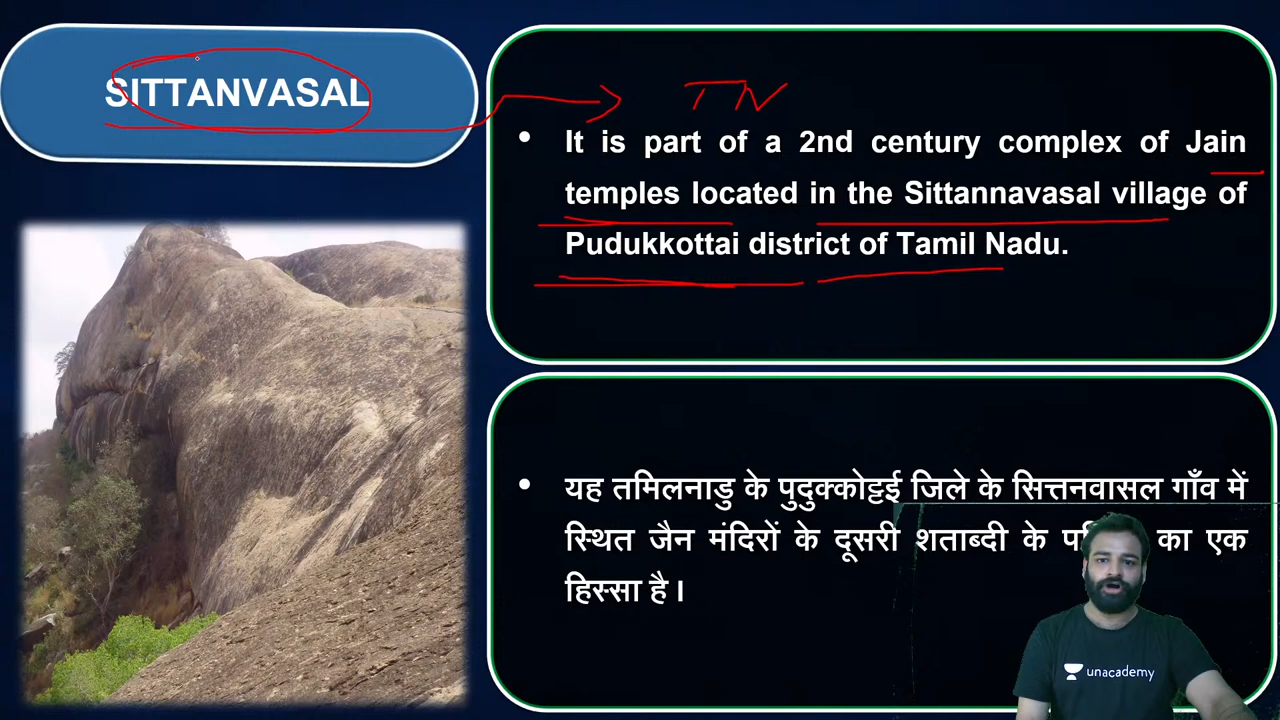 SITTANVASAL
TN
• It is part of a 2nd century complex of Jain
temples located in the Sittannavasal village of
Pudukkottai district of Tamil Nadu.
• यह तमिलनाडु के पुदुक्कोट्टई जिले के सित्तनवासल गाँव में
स्थित जैन मंदिरों के दूसरी शताब्दी के का एक
हिस्सा है।
unacademy